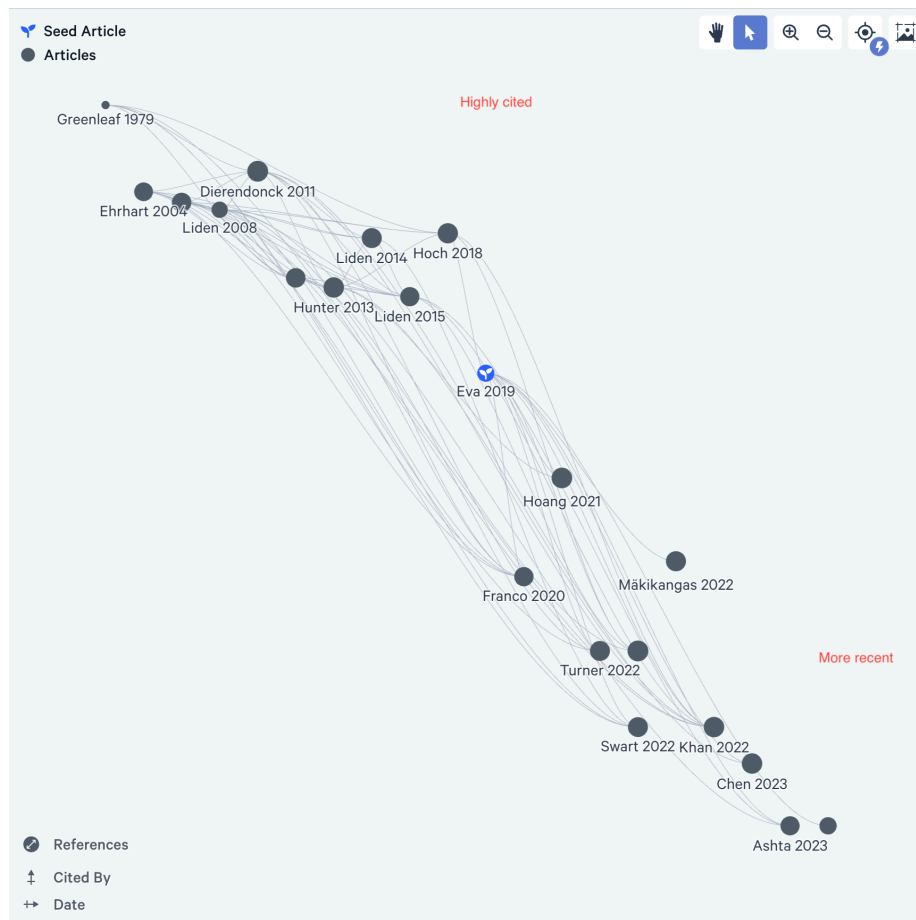 Seed Article
Articles
Highly cited
Greenleaf 1979
Dierendonck 2011
Ehrhart 2004
Liden 2008
Liden 2014
Hoch 2018
Hunter 2013
Liden 2015
Eva 2019
Hoang 2021
Mäkikangas 2022
Franco 2020
More recent
Turner 2022
Swart 2022
Khan 2022
Chen 2023
Ashta 2023
References
Cited By
Date